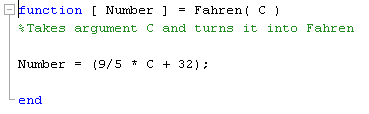 function [ Number ] = Fahren( C )
%Takes argument C and turns it into Fahren
Number = (9/5 * C + 32);
end